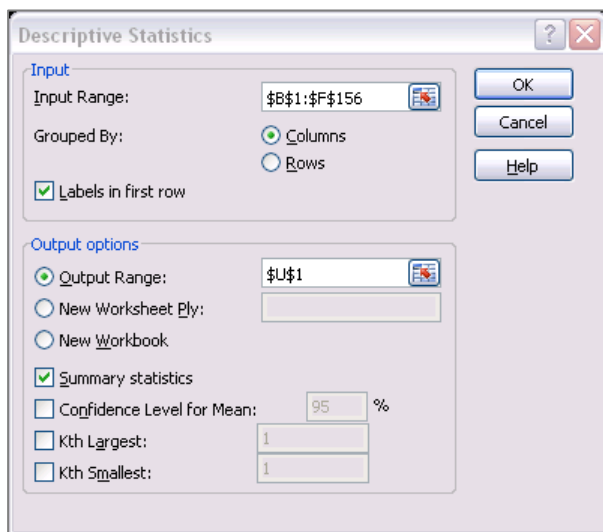 Descriptive Statistics
Input
Input Range: $B$1:$F$156
Grouped By: Columns
Rows
Labels in first row
OK
Cancel
Help
Output options
Output Range: $U$1
New Worksheet Ply:
New Workbook
Summary statistics
Confidence Level for Mean: 95 %
Kth Largest: 1
Kth Smallest: 1